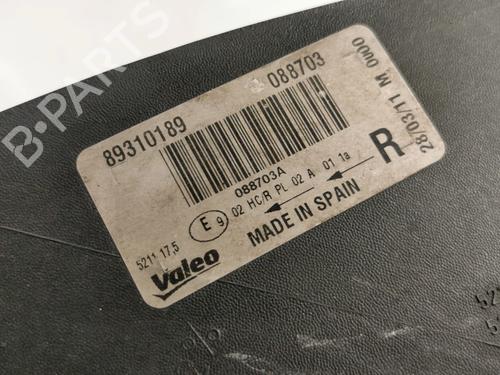 B-PARTS
89310189
088703
28/03/11 M 0000
088703A
E 9
02 HC/R PL 02 A 01 1a
R
MADE IN SPAIN
5211 17,5
Valeo